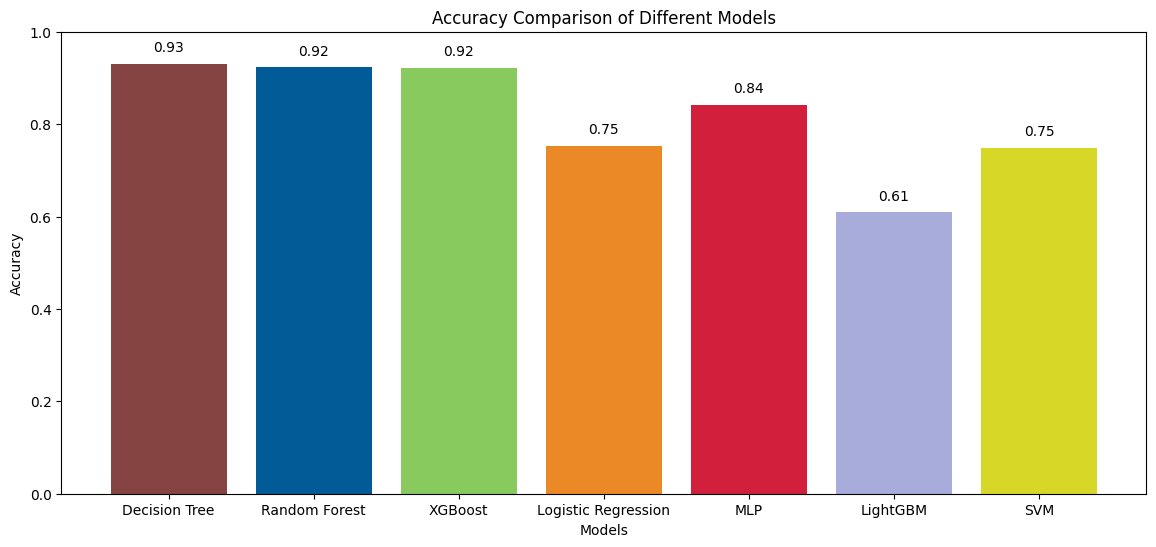 Accuracy Comparison of Different Models
1.0
0.8
0.6
0.4
0.2
0.0
Accuracy
0.93
0.92
0.92
0.75
0.84
0.61
0.75
Decision Tree
Random Forest
XGBoost
Logistic Regression
MLP
LightGBM
SVM
Models